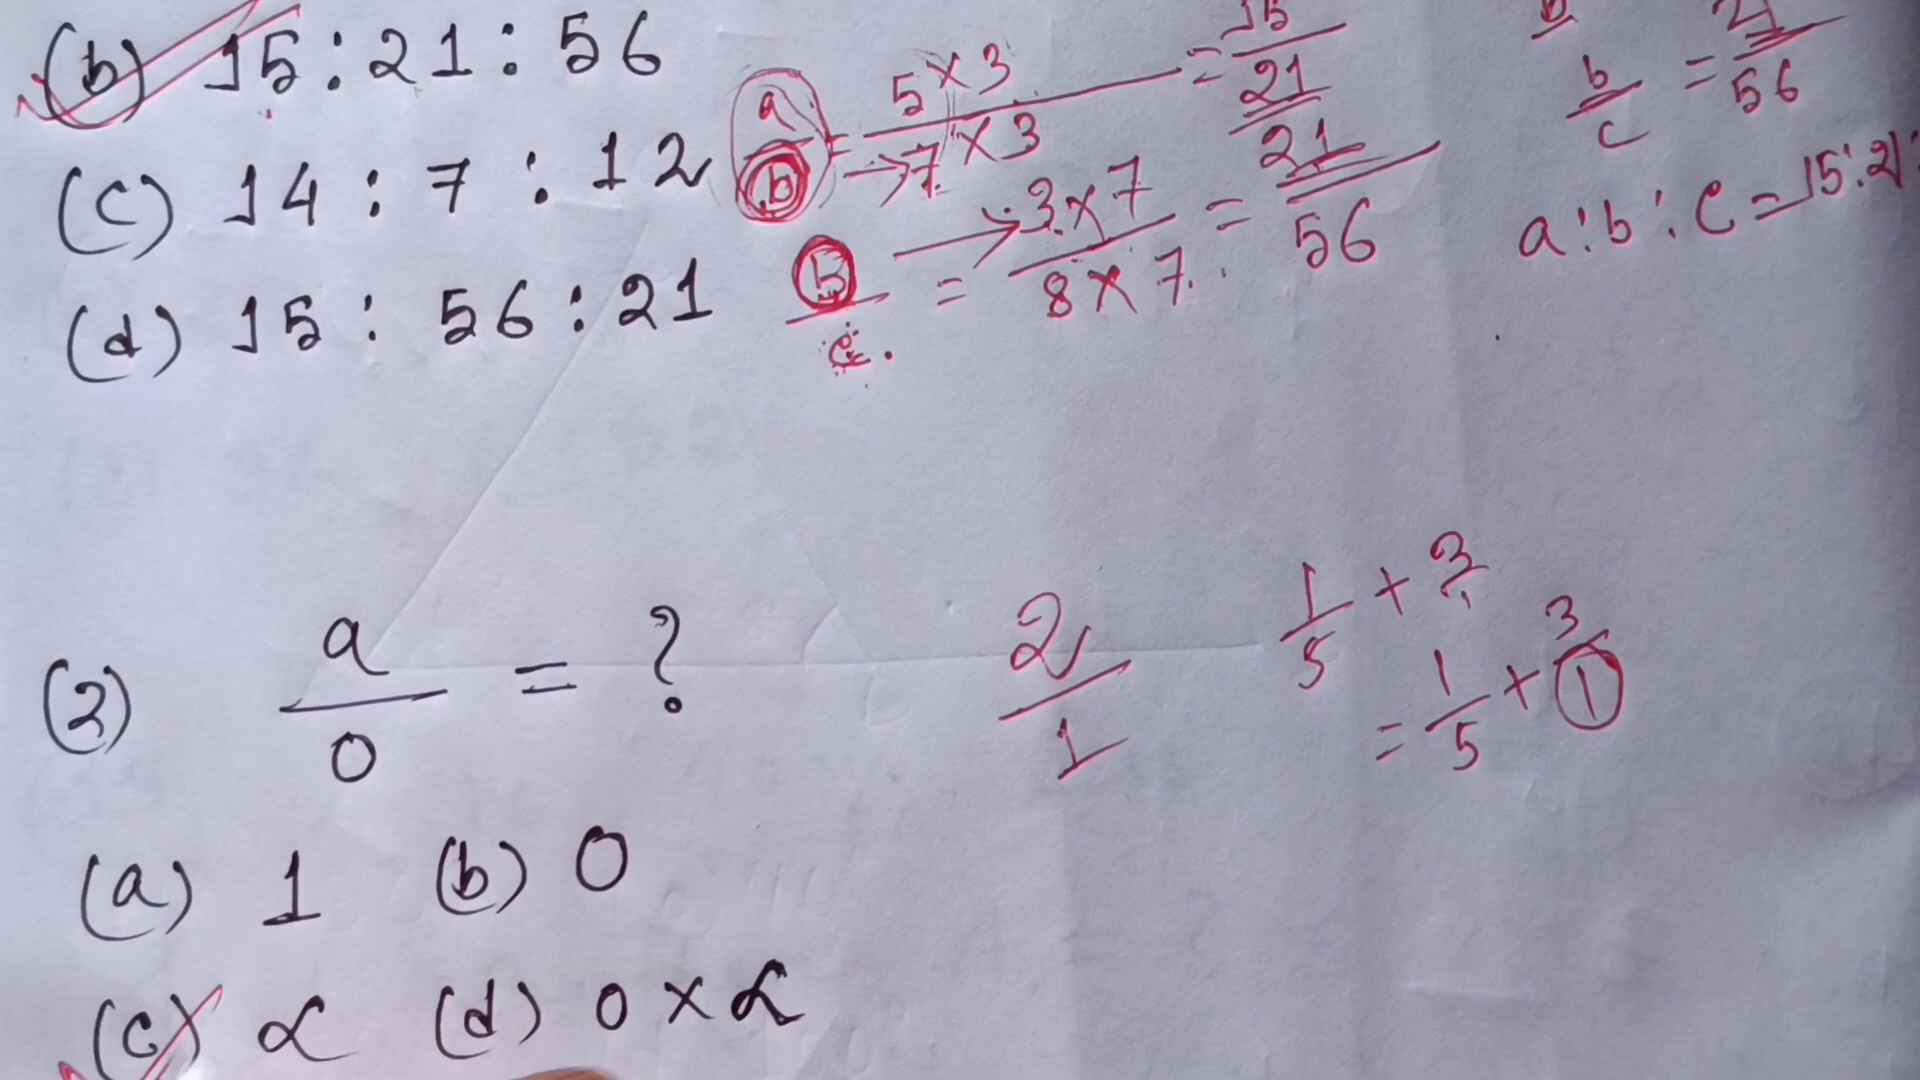 (b) 15 : 21 : 56
(c) 14 : 7 : 12
(d) 15 : 56 : 21
a/b = 5×3/7×3 = 15/21
b/c = 3×7/8×7 = 21/56
b/c = 21/56
a:b:c = 15:21:
(2) a/0 = ?
2/1
1/5 + 3/1
= 1/5 + 3/1
(a) 1 (b) 0
(c) ∝ (d) 0 × ∝